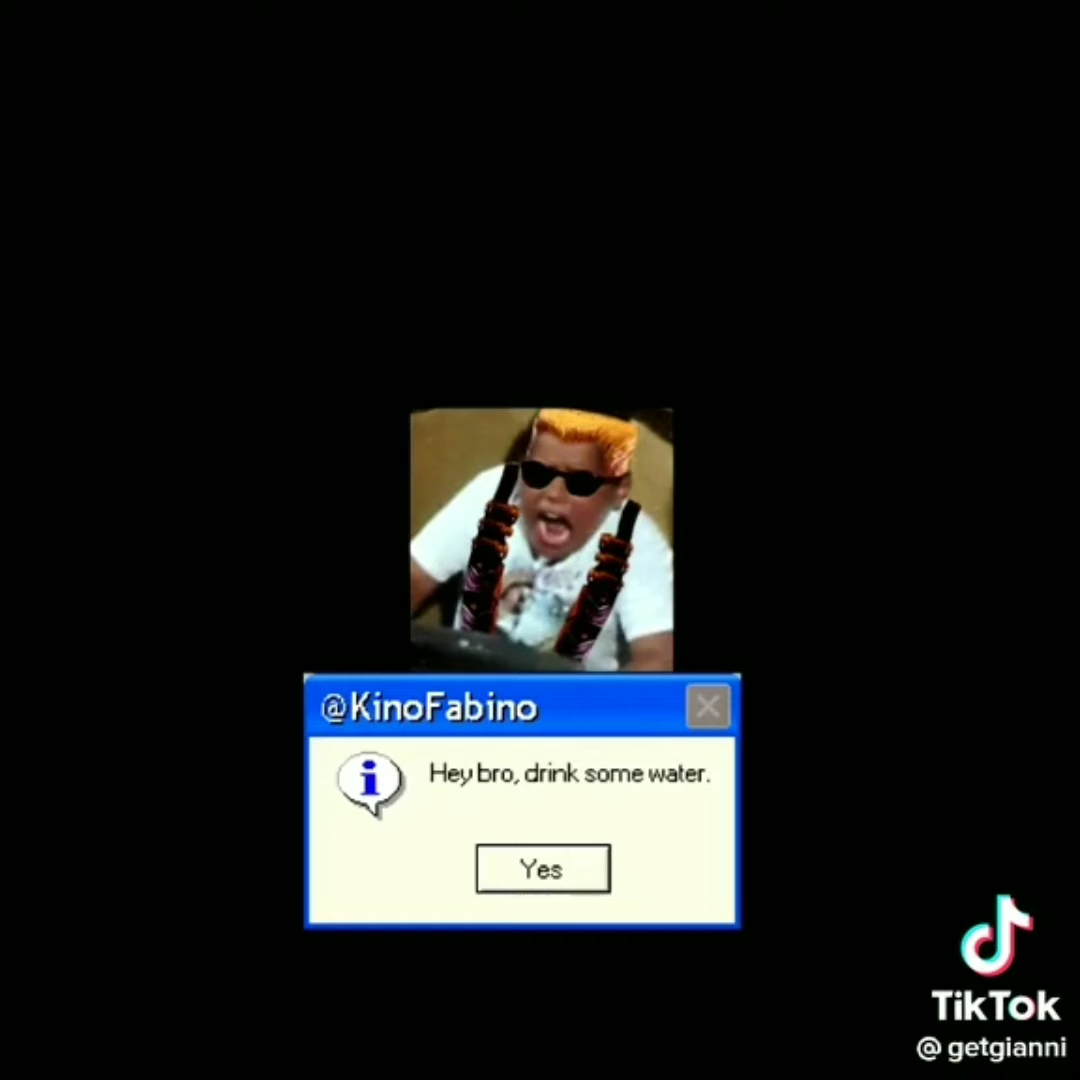 @KinoFabino
Hey bro, drink some water.
Yes
TikTok
@ getgianni